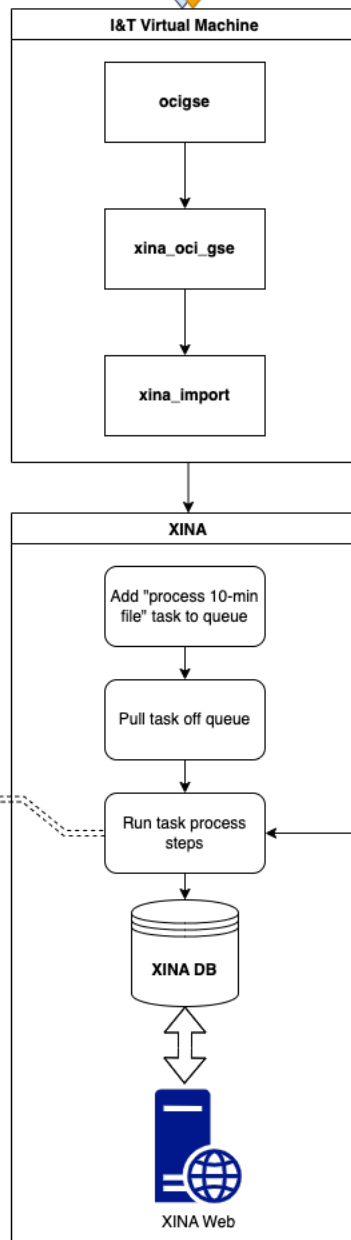 I&T Virtual Machine
ocigse
xina_oci_gse
xina_import
XINA
Add "process 10-min
file" task to queue
Pull task off queue
Run task process
steps
XINA DB
XINA Web